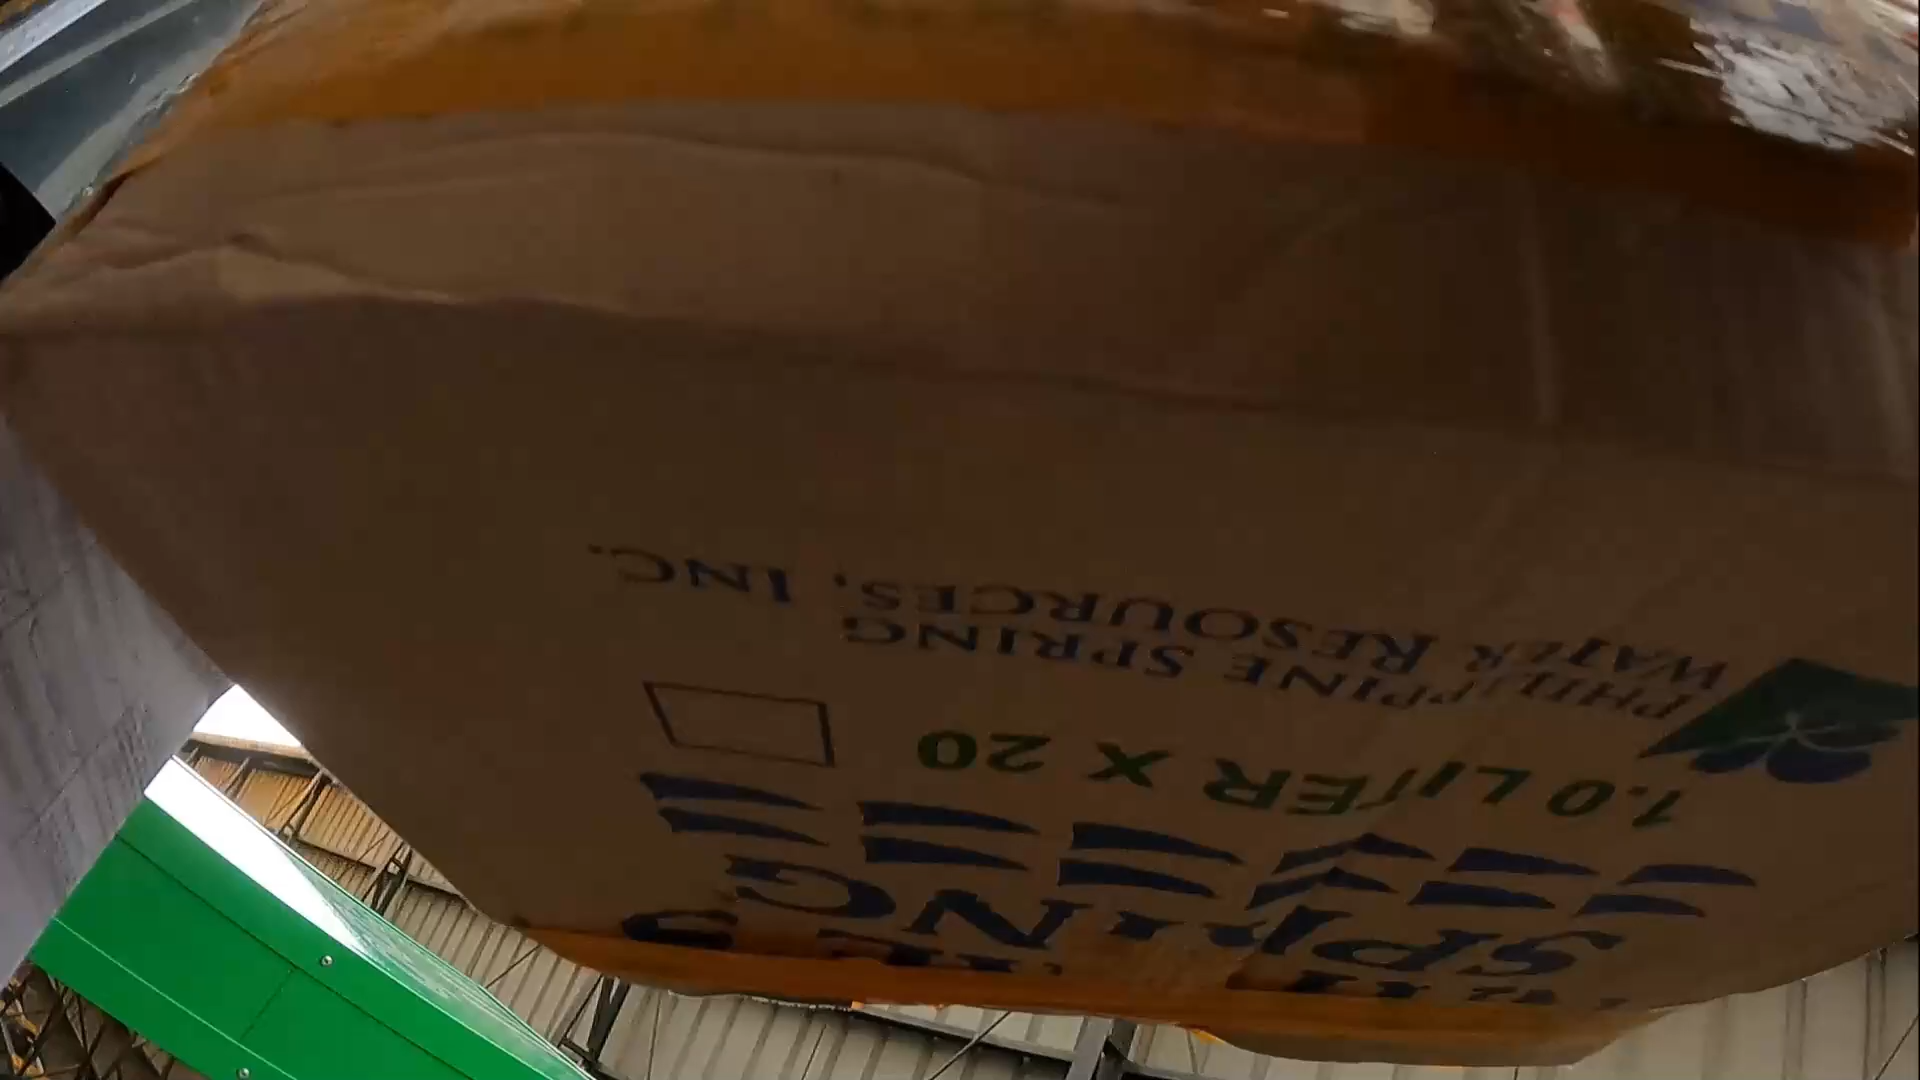 SPRING
1.0 LITER X 20
PHILIPPINE SPRING
WATER RESOURCES, INC.